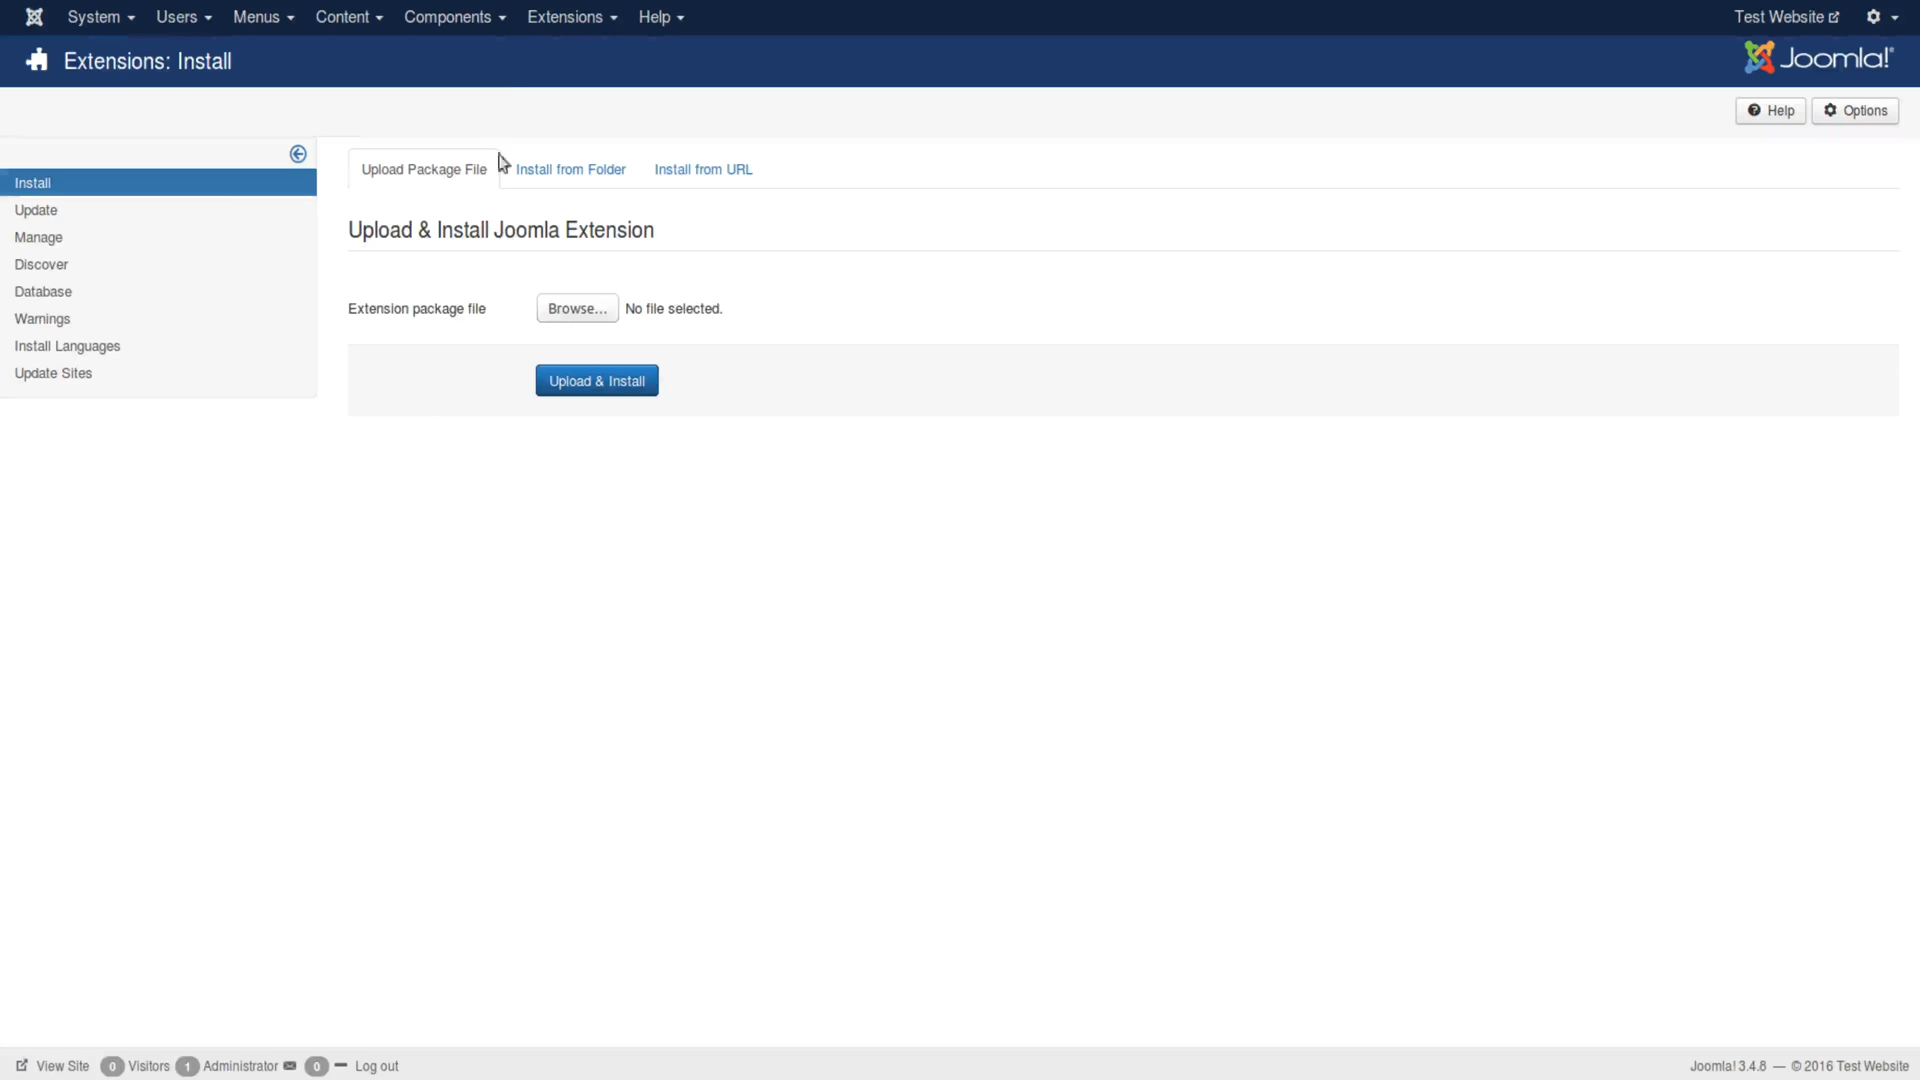 System Users Menus Content Components Extensions Help Test Website
Extensions: Install Joomla!®
Help Options
Upload Package File Install from Folder Install from URL
Install
Update
Manage
Discover
Database
Warnings
Install Languages
Update Sites
Upload & Install Joomla Extension
Extension package file Browse... No file selected.
Upload & Install
View Site 0 Visitors 1 Administrator 0 Log out Joomla! 3.4.8 — © 2016 Test Website